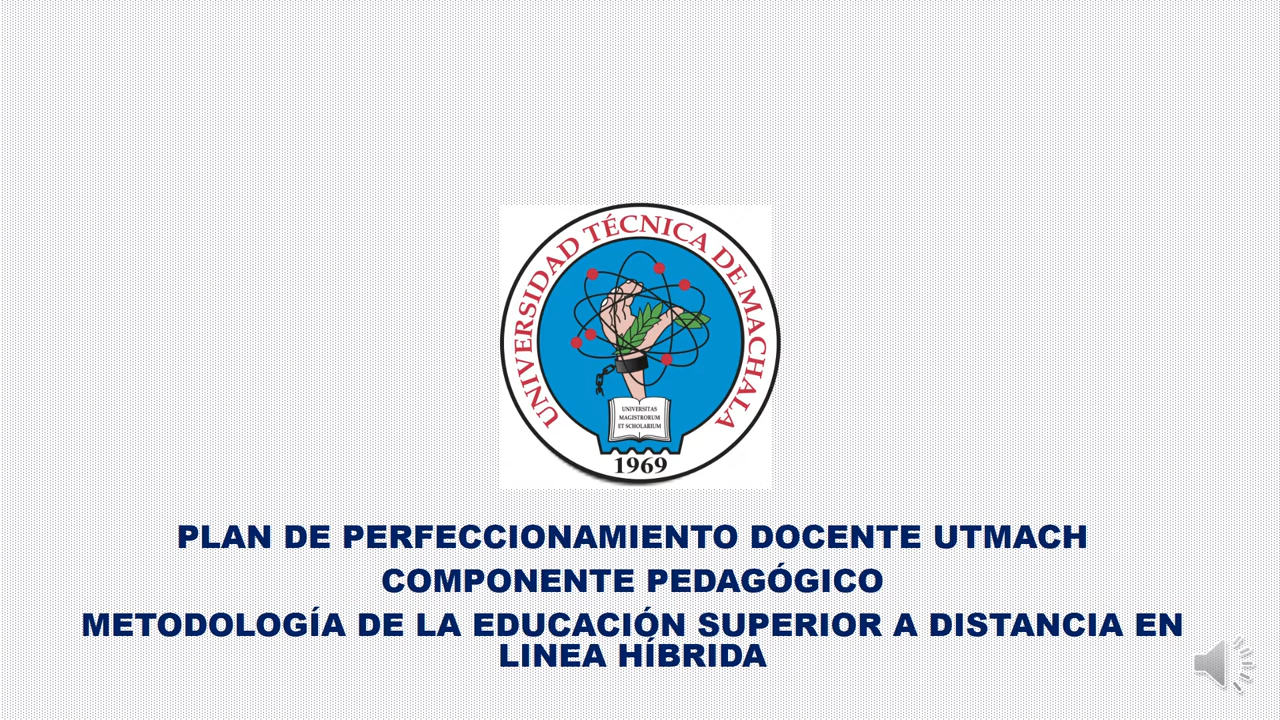 UNIVERSIDAD TÉCNICA DE MACHALA
UNIVERSITAS
MAGISTRORUM
ET SCHOLARIUM
1969
PLAN DE PERFECCIONAMIENTO DOCENTE UTMACH
COMPONENTE PEDAGÓGICO
METODOLOGÍA DE LA EDUCACIÓN SUPERIOR A DISTANCIA EN
LINEA HÍBRIDA